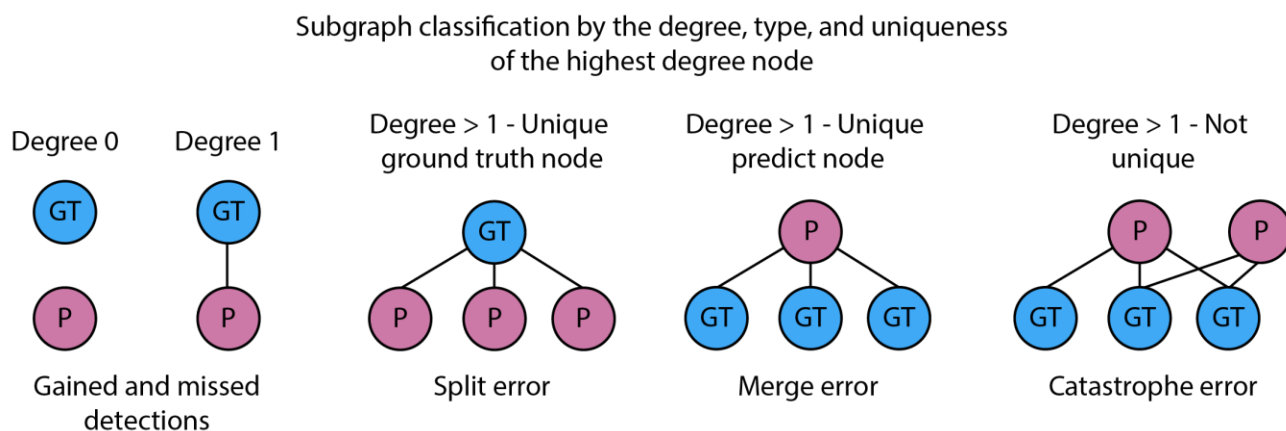 Subgraph classification by the degree, type, and uniqueness
of the highest degree node
Degree 0
Degree 1
Degree > 1 - Unique
ground truth node
Degree > 1 - Unique
predict node
Degree > 1 - Not
unique
GT
P
GT
P
GT
P
P
P
P
GT
GT
GT
P
P
GT
GT
GT
Gained and missed
detections
Split error
Merge error
Catastrophe error